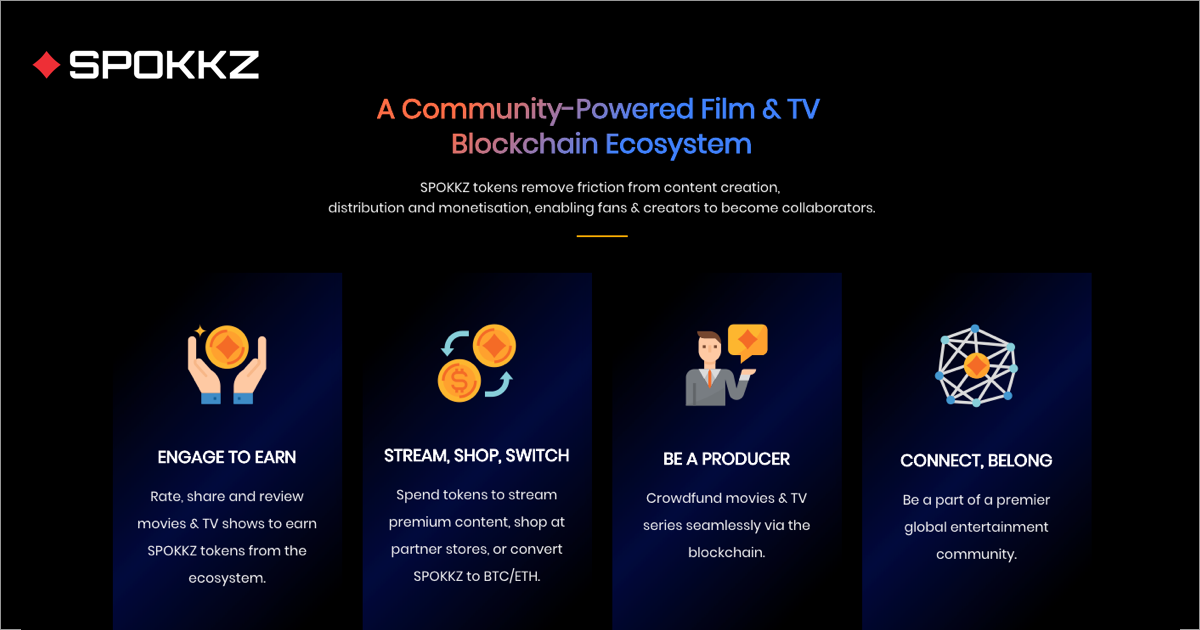 SPOKKZ
A Community-Powered Film & TV
Blockchain Ecosystem
SPOKKZ tokens remove friction from content creation,
distribution and monetisation, enabling fans & creators to become collaborators.
ENGAGE TO EARN
Rate, share and review
movies & TV shows to earn
SPOKKZ tokens from the
ecosystem.
STREAM, SHOP, SWITCH
Spend tokens to stream
premium content, shop at
partner stores, or convert
SPOKKZ to BTC/ETH.
BE A PRODUCER
Crowdfund movies & TV
series seamlessly via the
blockchain.
CONNECT, BELONG
Be a part of a premier
global entertainment
community.